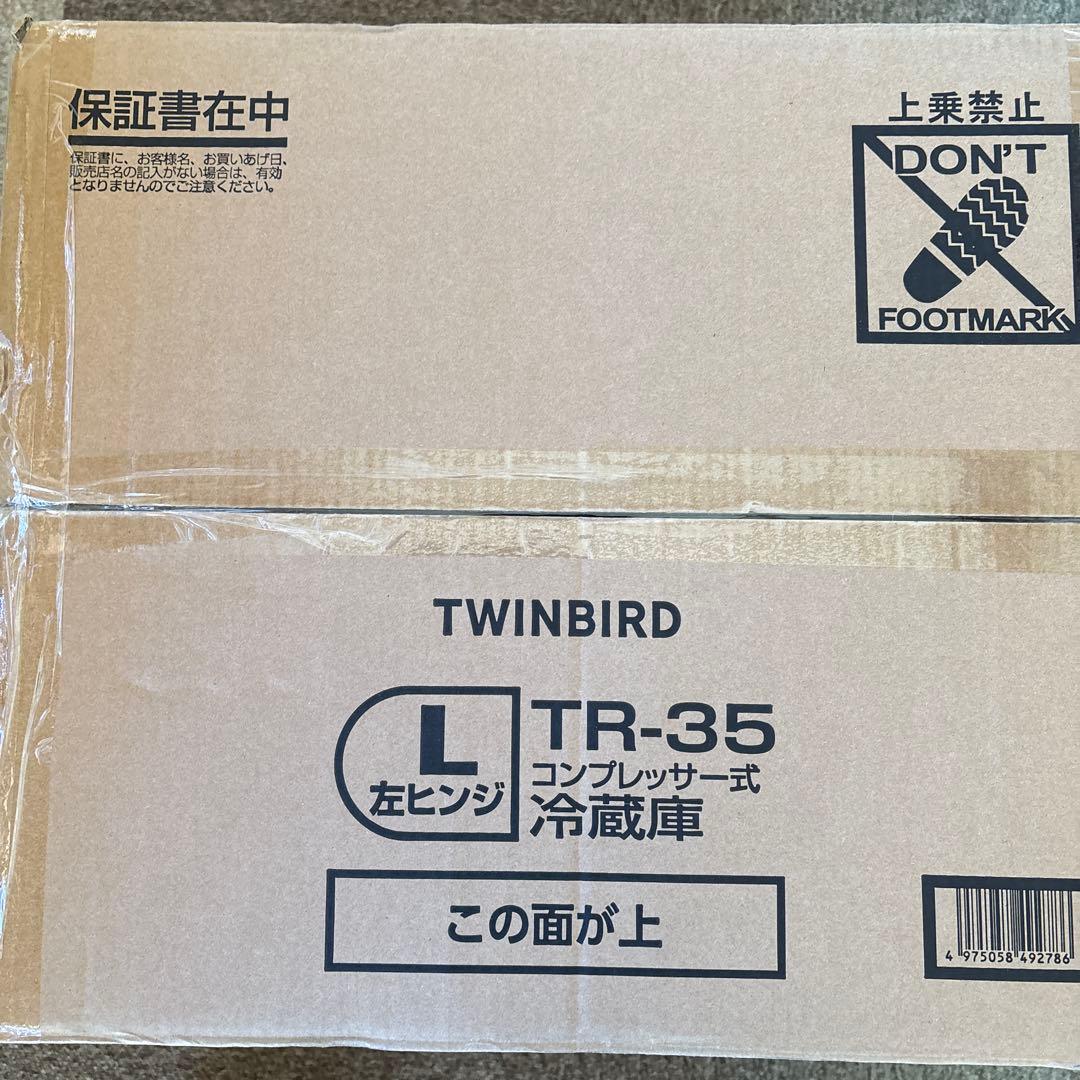 保証書在中
保証書に、お客様名、お買いあげ日、
販売店名の記入がない場合は、有効
となりませんのでご注意ください。
上乗禁止
DON'T
FOOTMARK
TWINBIRD
L
左ヒンジ
TR-35
コンプレッサー式
冷蔵庫
この面が上
4 975058 492786